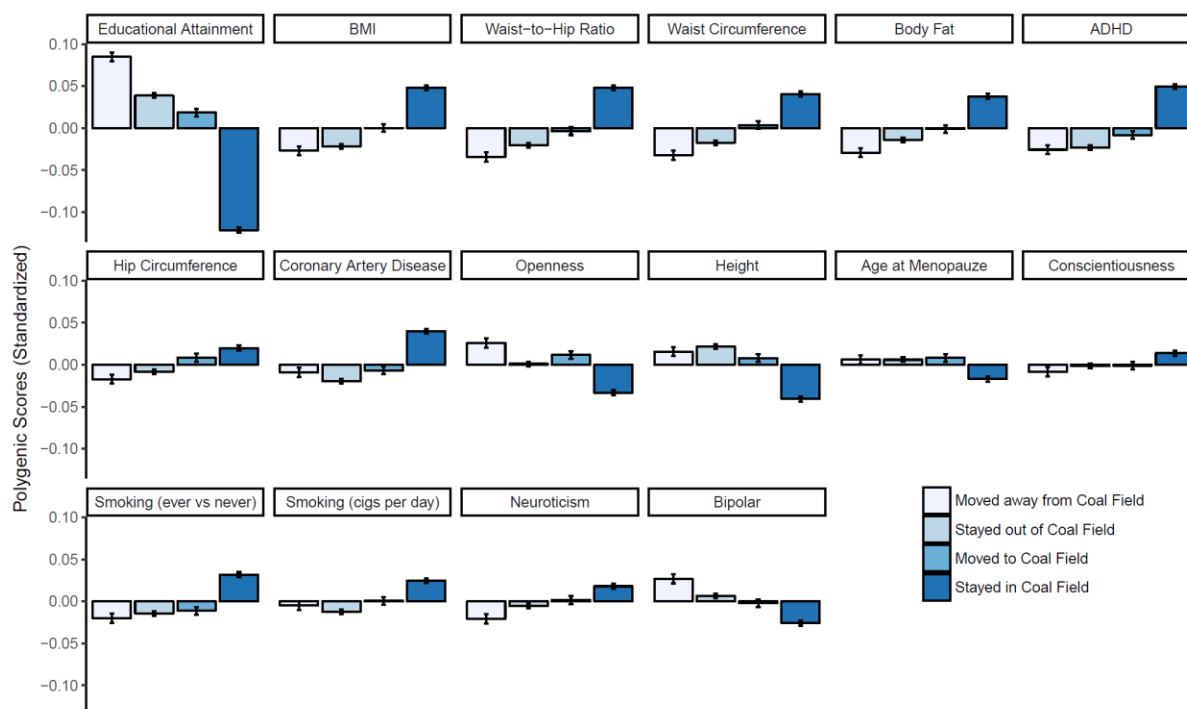 Educational Attainment BMI Waist−to−Hip Ratio Waist Circumference Body Fat ADHD
0.10
0.05
0.00
−0.05
−0.10
Hip Circumference Coronary Artery Disease Openness Height Age at Menopauze Conscientiousness
0.10
0.05
0.00
−0.05
−0.10
Smoking (ever vs never) Smoking (cigs per day) Neuroticism Bipolar
0.10
0.05
0.00
−0.05
−0.10
Polygenic Scores (Standardized)
Moved away from Coal Field
Stayed out of Coal Field
Moved to Coal Field
Stayed in Coal Field